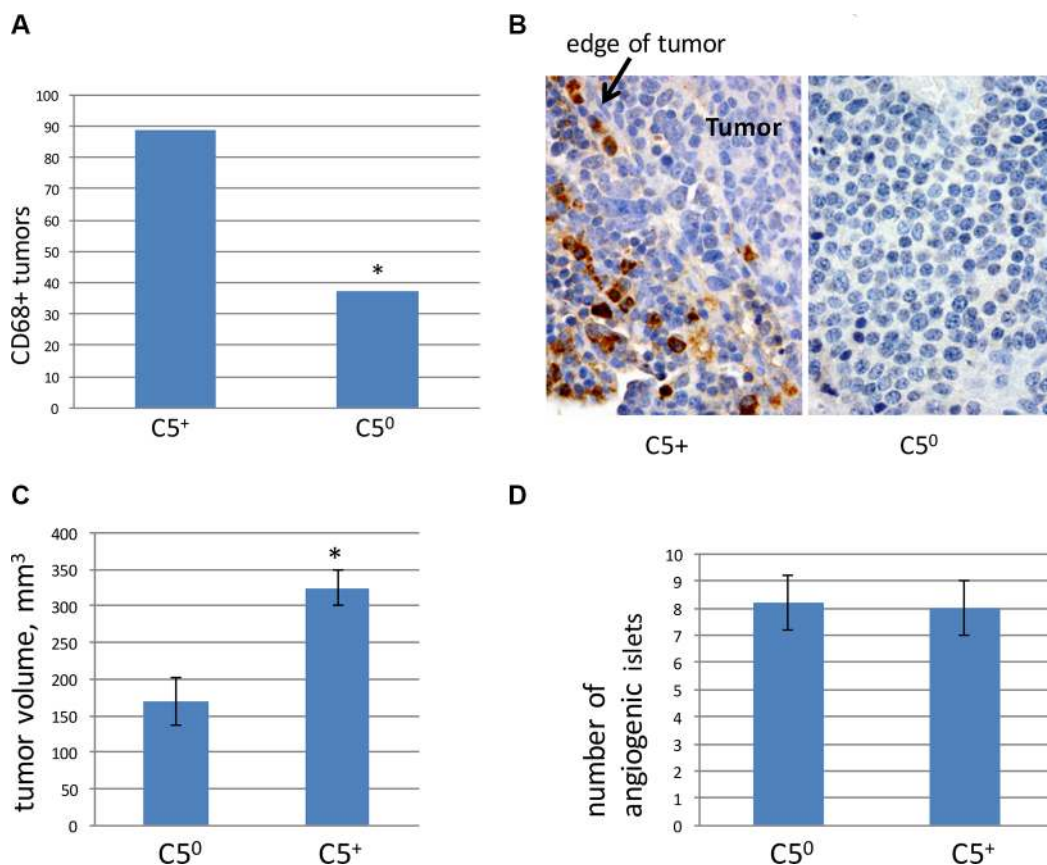 A
100
90
80
70
60
50
40
30
20
10
0
CD68+ tumors
*
C5⁺
C5⁰
B
edge of tumor
Tumor
C5+
C5⁰
C
400
350
300
250
200
150
100
50
0
tumor volume, mm³
*
C5⁰
C5⁺
D
10
9
8
7
6
5
4
3
2
1
0
number of
angiogenic islets
C5⁰
C5⁺